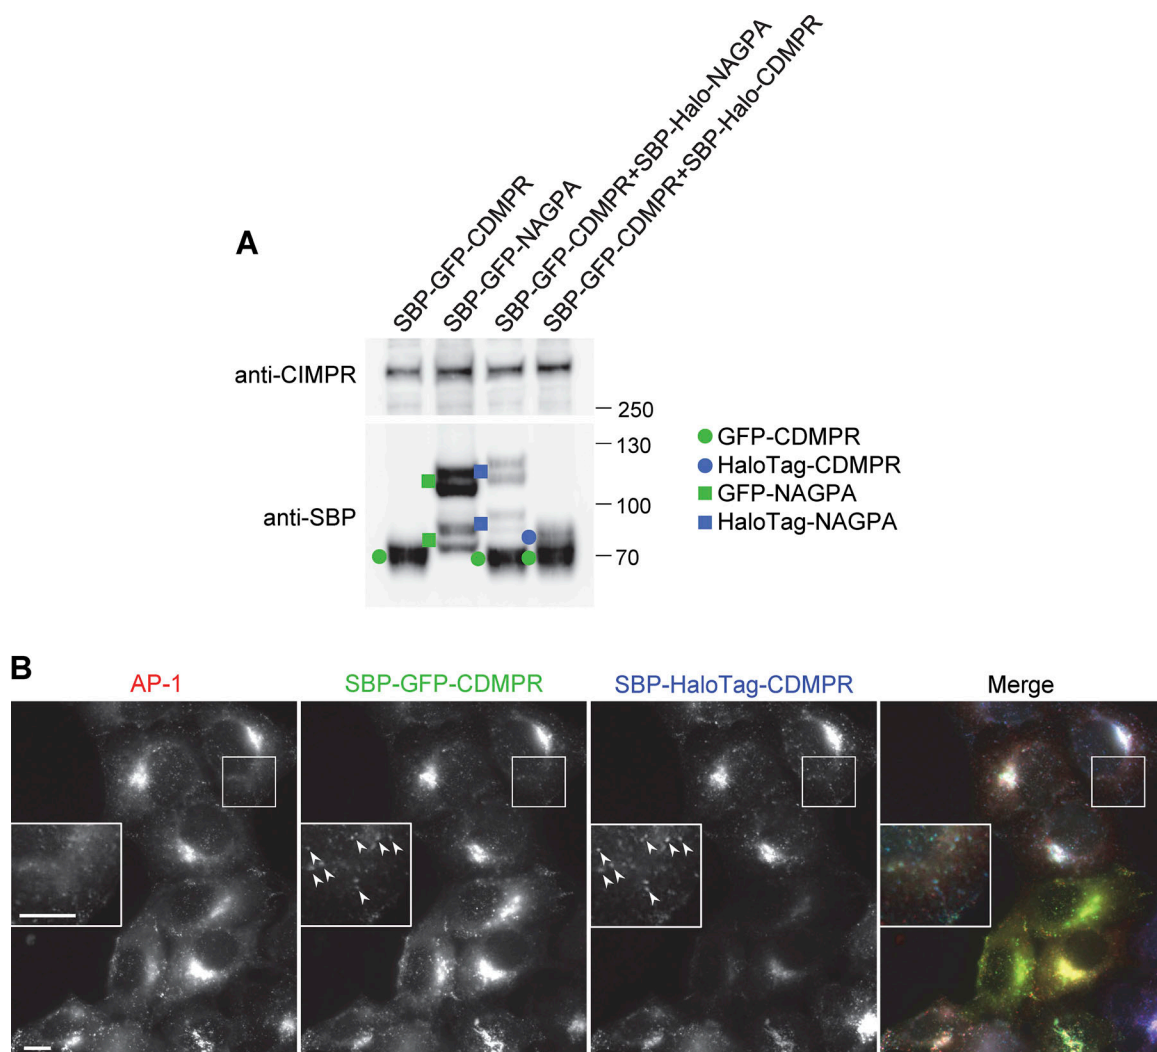 A
SBP-GFP-CDMPR
SBP-GFP-NAGPA
SBP-GFP-CDMPR+SBP-Halo-NAGPA
SBP-GFP-CDMPR+SBP-Halo-CDMPR
anti-CIMPR
250
130
anti-SBP
100
70
GFP-CDMPR
HaloTag-CDMPR
GFP-NAGPA
HaloTag-NAGPA
B
AP-1
SBP-GFP-CDMPR
SBP-HaloTag-CDMPR
Merge